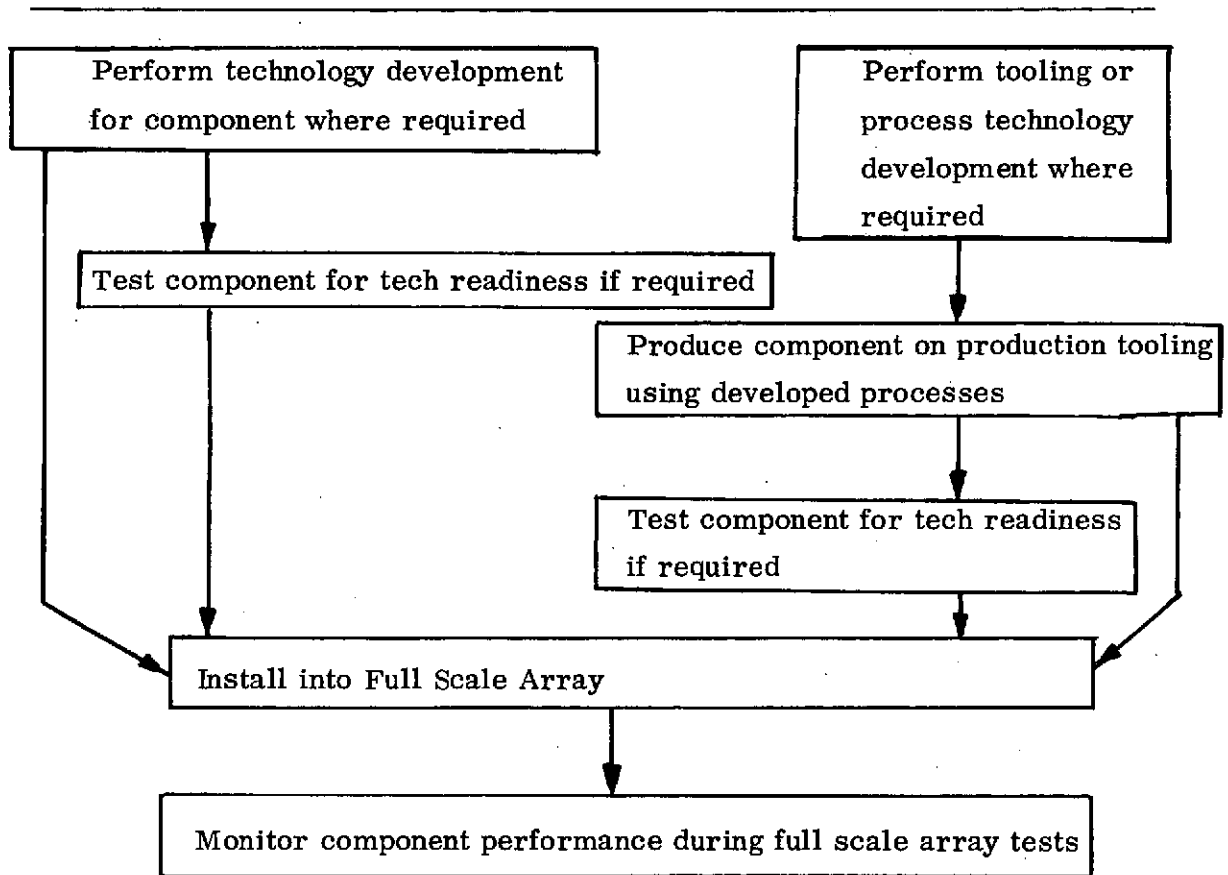 Perform technology development
for component where required
Perform tooling or
process technology
development where
required
Test component for tech readiness if required
Produce component on production tooling
using developed processes
Test component for tech readiness
if required
Install into Full Scale Array
Monitor component performance during full scale array tests